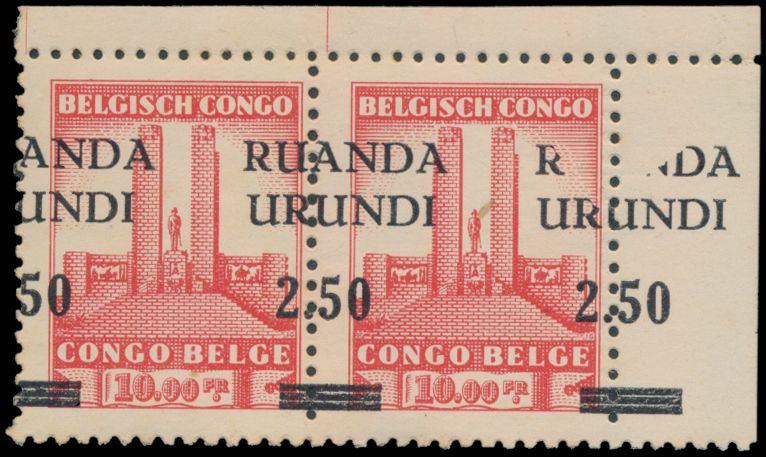 BELGISCH CONGO BELGISCH CONGO
ANDA RUANDA R NDA
UNDI URUNDI URUNDI
50 2.50 2.50
CONGO BELGE CONGO BELGE
10.00 FR 10.00 FR